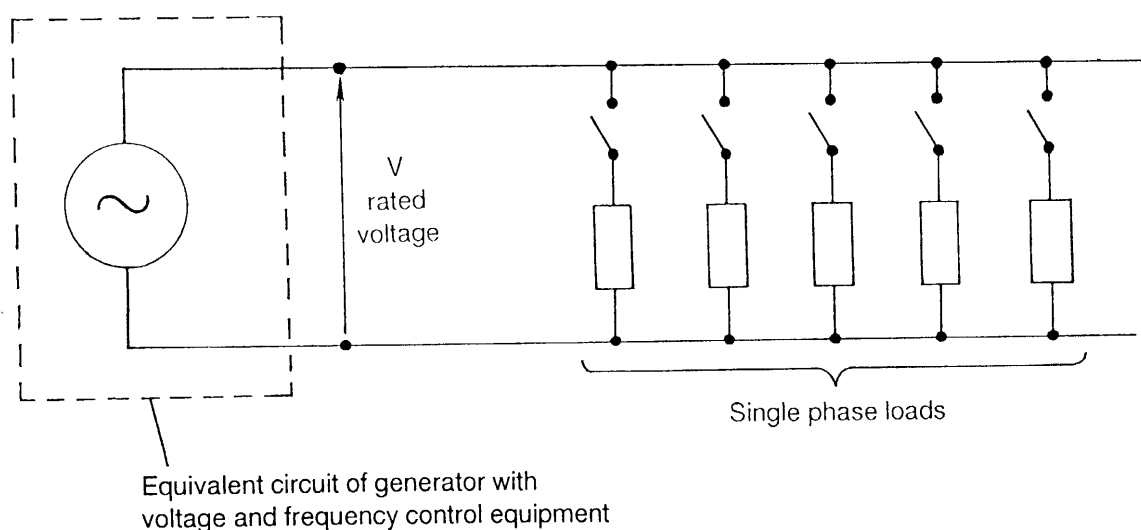 V
rated
voltage
Single phase loads
Equivalent circuit of generator with
voltage and frequency control equipment